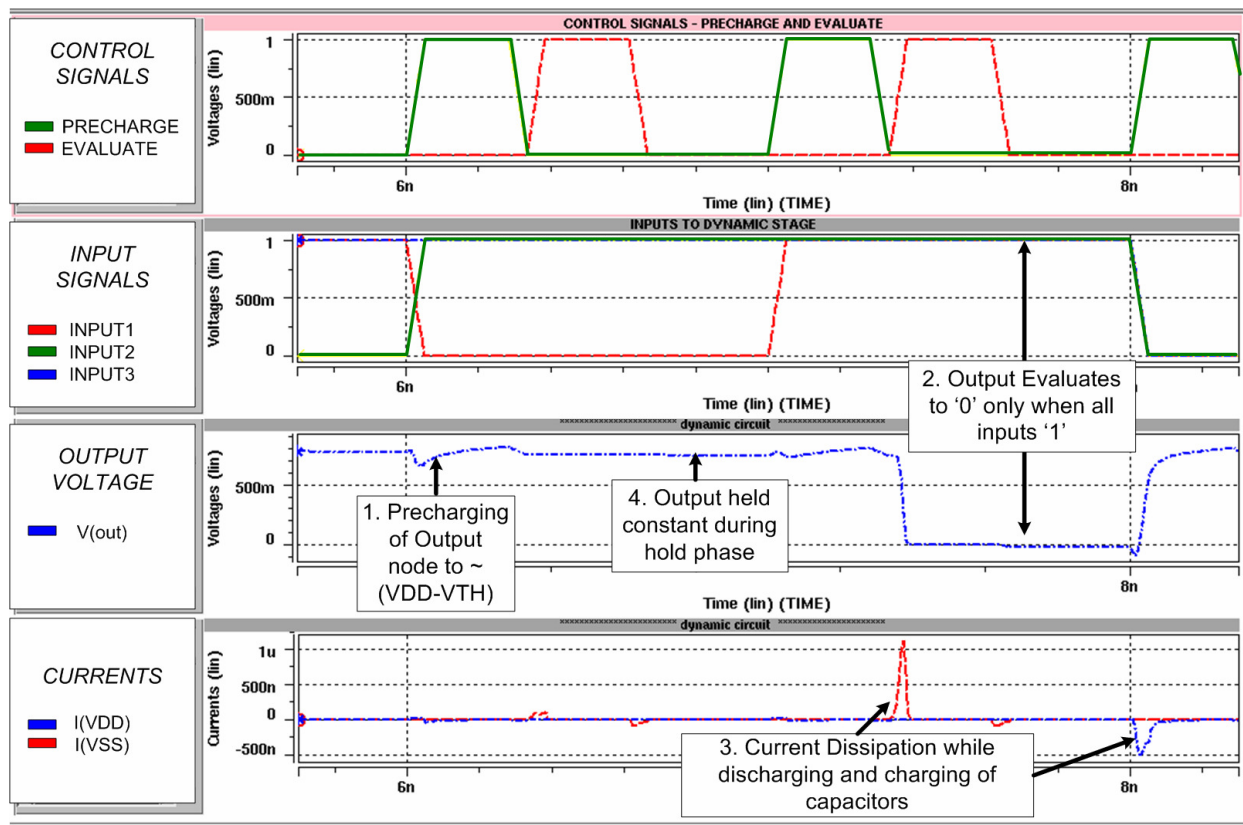 CONTROL SIGNALS - PRECHARGE AND EVALUATE
CONTROL
SIGNALS
PRECHARGE
EVALUATE
Voltages (lin)
1
500m
0
6n
8n
Time (lin) (TIME)
INPUTS TO DYNAMIC STAGE
INPUT
SIGNALS
INPUT1
INPUT2
INPUT3
Voltages (lin)
1
500m
0
6n
Time (lin) (TIME)
2. Output Evaluates
to ‘0’ only when all
inputs ‘1’
dynamic circuit
OUTPUT
VOLTAGE
V(out)
Voltages (lin)
500m
0
1. Precharging
of Output
node to ~
(VDD-VTH)
4. Output held
constant during
hold phase
8n
Time (lin) (TIME)
dynamic circuit
CURRENTS
I(VDD)
I(VSS)
Currents (lin)
1u
500n
0
-500n
3. Current Dissipation while
discharging and charging of
capacitors
6n
8n